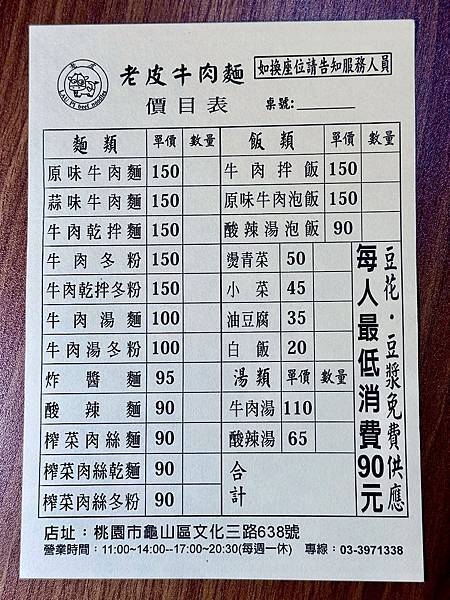 老皮
LAU PI beef noodles
老皮牛肉麵
如換座位請告知服務人員
價目表 桌號:
麵類 單價 數量 飯類 單價 數量
原味牛肉麵 150 牛肉拌飯 150
蒜味牛肉麵 150 原味牛肉泡飯 150
牛肉乾拌麵 150 酸辣湯泡飯 90
牛肉冬粉 150 燙青菜 50
牛肉乾拌冬粉 150 小菜 45
牛肉湯麵 100 油豆腐 35
牛肉湯冬粉 100 白飯 20
炸醬麵 95 湯類 單價 數量
酸辣麵 90 牛肉湯 110
榨菜肉絲麵 90 酸辣湯 65
榨菜肉絲乾麵 90 合計
榨菜肉絲冬粉 90
豆花·豆漿免費供應
每人最低消費90元
店址：桃園市龜山區文化三路638號
營業時間：11:00~14:00--17:00~20:30(每週一休) 專線：03-3971338